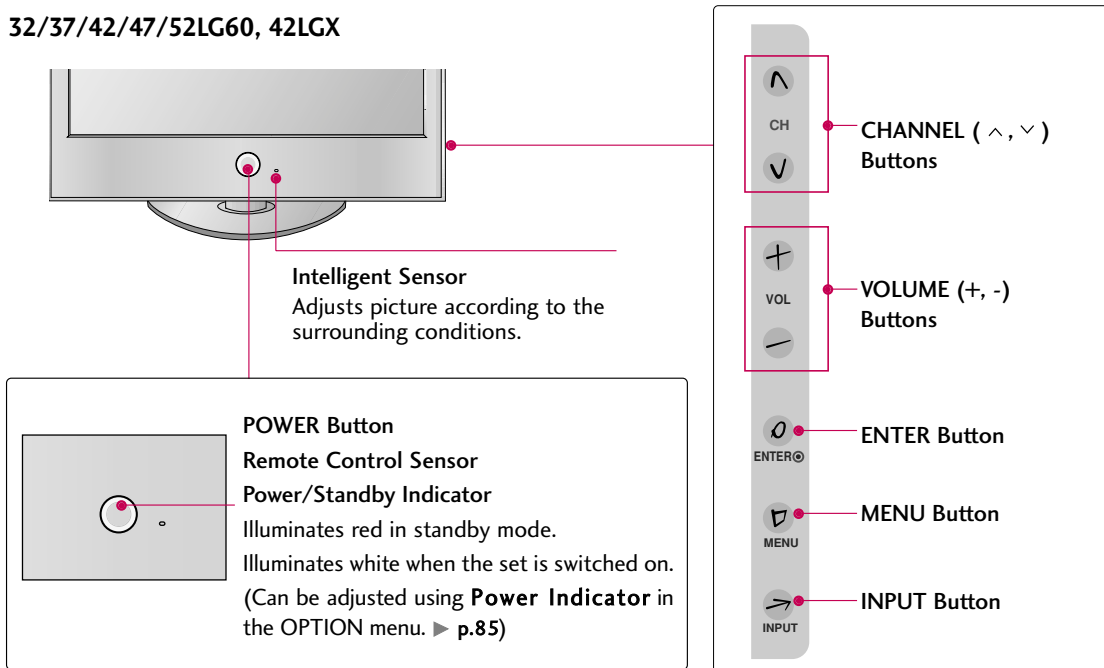 32/37/42/47/52LG60, 42LGX
Intelligent Sensor
Adjusts picture according to the
surrounding conditions.
POWER Button
Remote Control Sensor
Power/Standby Indicator
Illuminates red in standby mode.
Illuminates white when the set is switched on.
(Can be adjusted using Power Indicator in
the OPTION menu. ▶ p.85)
CH
CHANNEL ( ︿, ﹀ )
Buttons
VOL
VOLUME (+, -)
Buttons
ENTER◉
ENTER Button
MENU
MENU Button
INPUT
INPUT Button